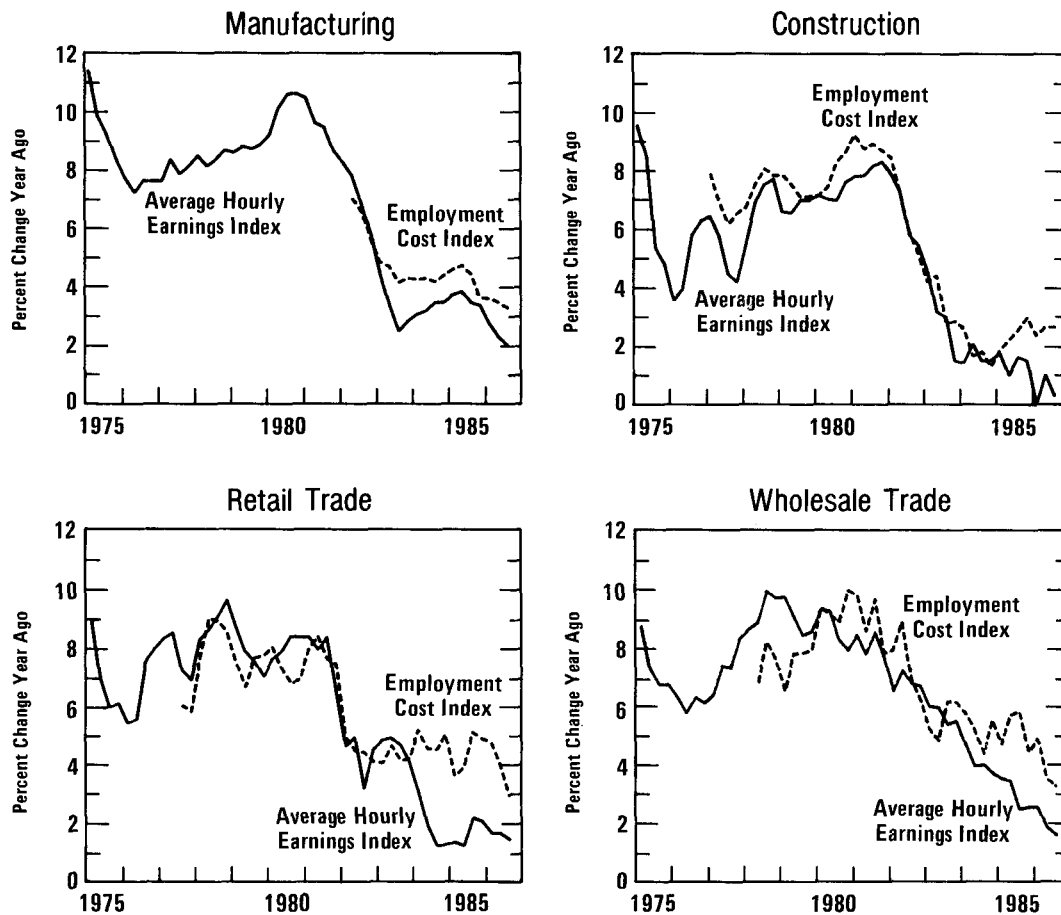 Manufacturing
12
10
8
6
4
2
0
Percent Change Year Ago
Average Hourly
Earnings Index
Employment
Cost Index
1975
1980
1985
Construction
12
10
8
6
4
2
0
Percent Change Year Ago
Employment
Cost Index
Average Hourly
Earnings Index
1975
1980
1985
Retail Trade
12
10
8
6
4
2
0
Percent Change Year Ago
Employment
Cost Index
Average Hourly
Earnings Index
1975
1980
1985
Wholesale Trade
12
10
8
6
4
2
0
Percent Change Year Ago
Employment
Cost Index
Average Hourly
Earnings Index
1975
1980
1985